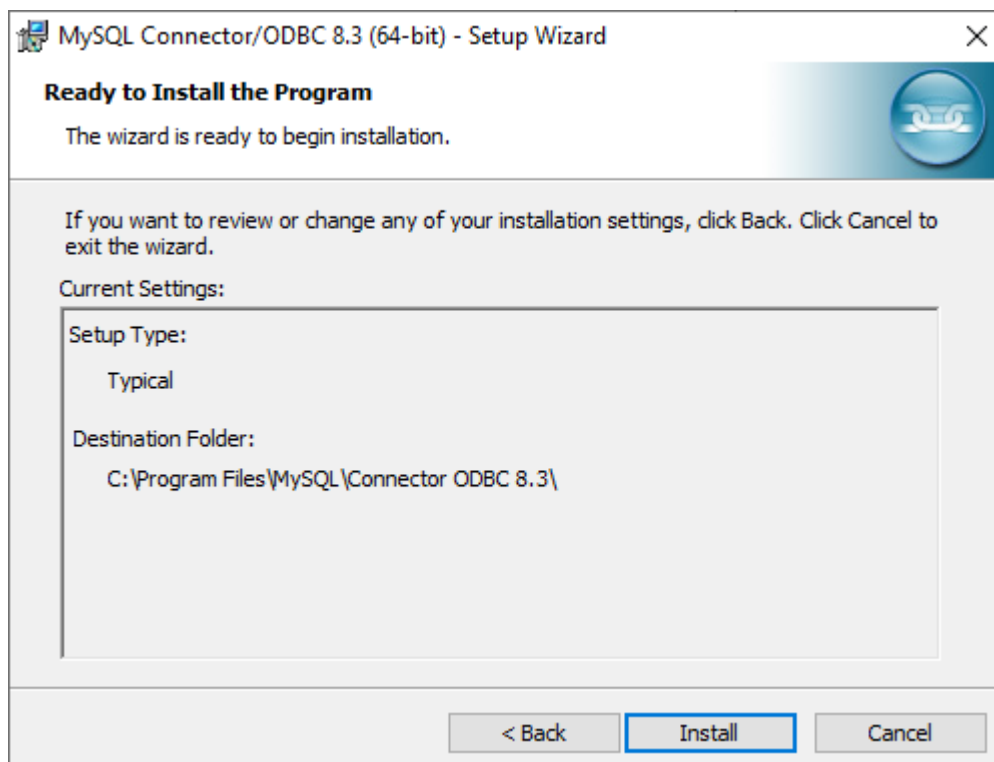 MySQL Connector/ODBC 8.3 (64-bit) - Setup Wizard
Ready to Install the Program
The wizard is ready to begin installation.
If you want to review or change any of your installation settings, click Back. Click Cancel to
exit the wizard.
Current Settings:
Setup Type:
Typical
Destination Folder:
C:\Program Files\MySQL\Connector ODBC 8.3\
< Back
Install
Cancel